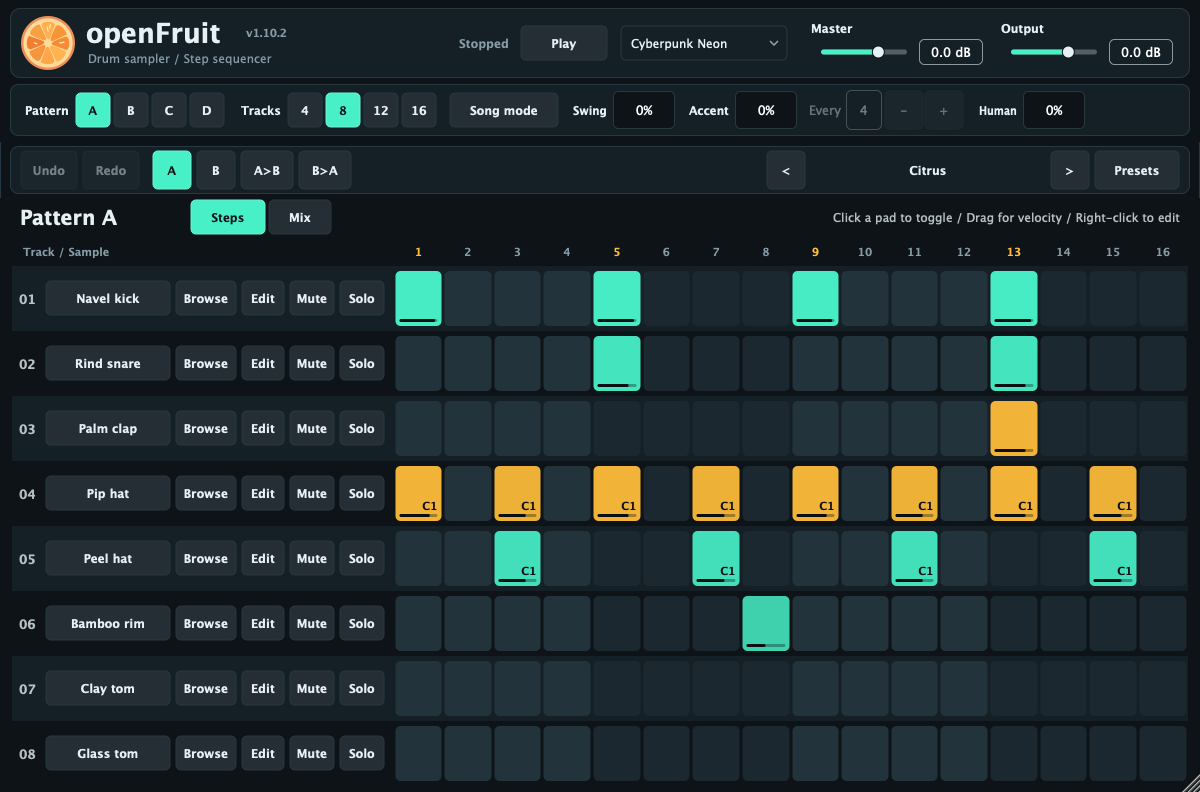 openFruit v1.10.2
Drum sampler / Step sequencer
Stopped Play Cyberpunk Neon Master 0.0 dB Output 0.0 dB
Pattern A B C D Tracks 4 8 12 16 Song mode Swing 0% Accent 0% Every 4 - + Human 0%
Undo Redo A B A>B B>A < Citrus > Presets
Pattern A Steps Mix Click a pad to toggle / Drag for velocity / Right-click to edit
Track / Sample 1 2 3 4 5 6 7 8 9 10 11 12 13 14 15 16
01 Navel kick Browse Edit Mute Solo
02 Rind snare Browse Edit Mute Solo
03 Palm clap Browse Edit Mute Solo
04 Pip hat Browse Edit Mute Solo C1 C1 C1 C1 C1 C1 C1 C1
05 Peel hat Browse Edit Mute Solo C1 C1 C1 C1
06 Bamboo rim Browse Edit Mute Solo
07 Clay tom Browse Edit Mute Solo
08 Glass tom Browse Edit Mute Solo